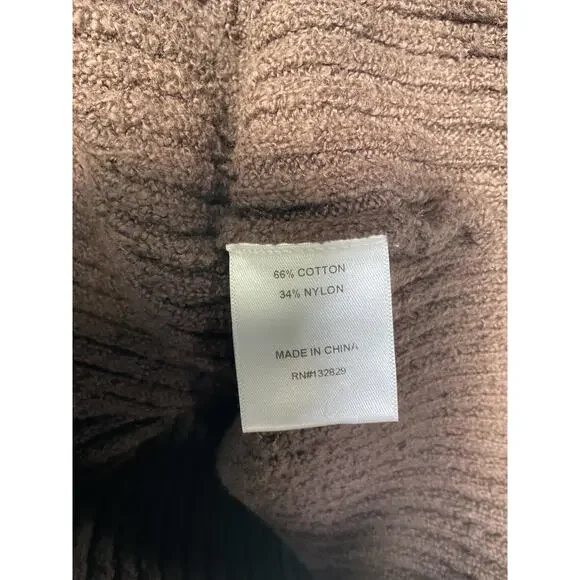 66% COTTON
34% NYLON
MADE IN CHINA
RN#132829